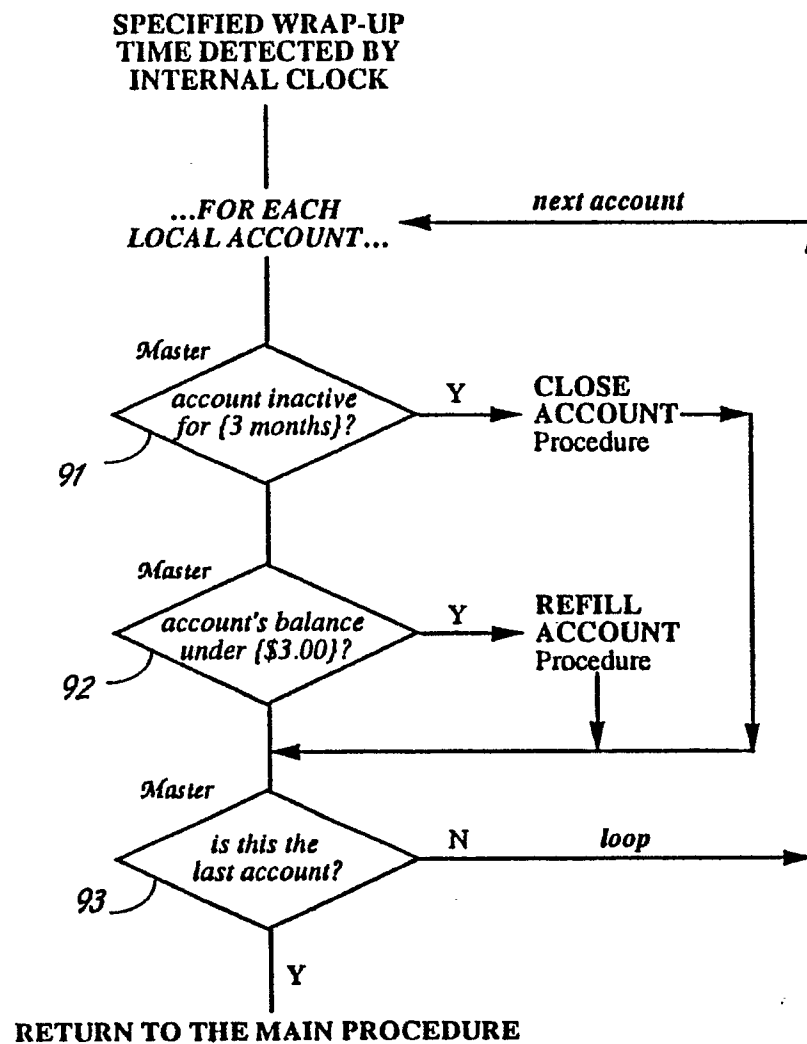 SPECIFIED WRAP-UP
TIME DETECTED BY
INTERNAL CLOCK
...FOR EACH
LOCAL ACCOUNT...
next account
Master
account inactive
for {3 months}?
Y
CLOSE
ACCOUNT
Procedure
91
Master
account's balance
under {$3.00}?
Y
REFILL
ACCOUNT
Procedure
92
Master
is this the
last account?
N
loop
93
Y
RETURN TO THE MAIN PROCEDURE